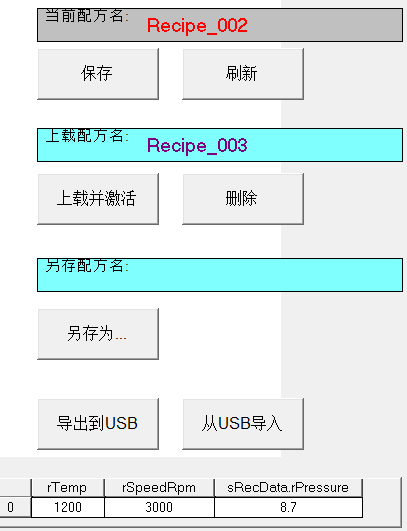 当前配方名: Recipe_002
保存 刷新
上载配方名: Recipe_003
上载并激活 删除
另存配方名:
另存为...
导出到USB 从USB导入
rTemp rSpeedRpm sRecData.rPressure
0 1200 3000 8.7